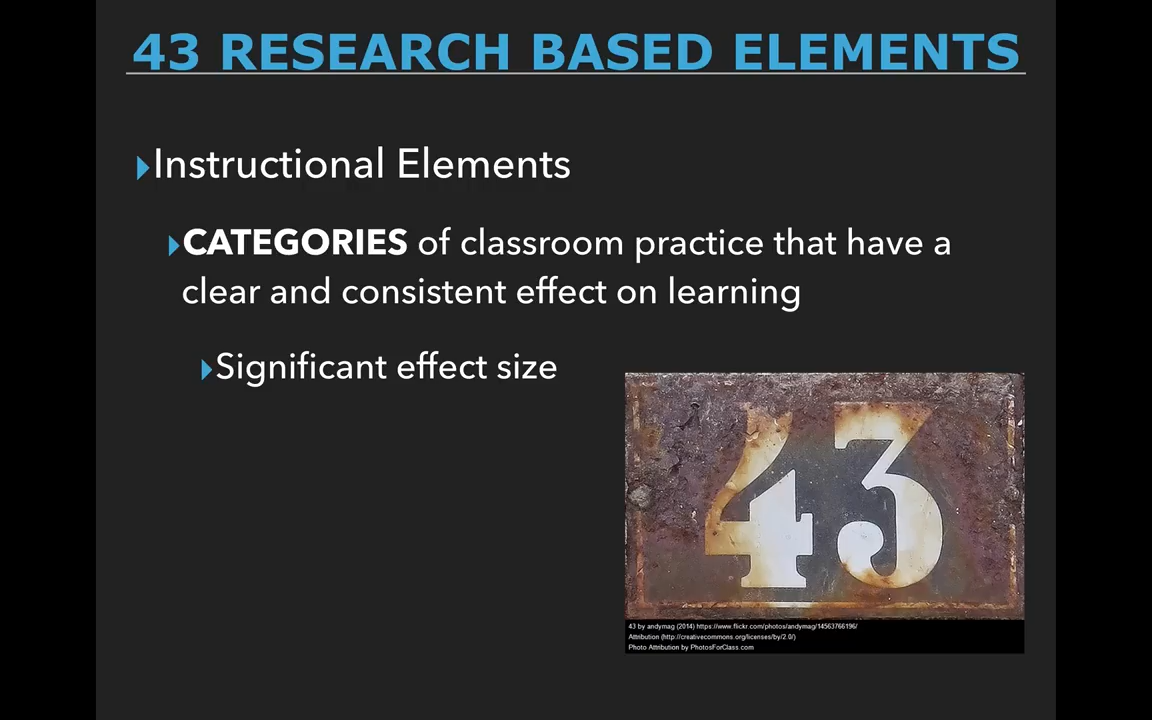 43 RESEARCH BASED ELEMENTS
Instructional Elements
CATEGORIES of classroom practice that have a
clear and consistent effect on learning
Significant effect size
43
43 by andymag (2014) https://www.flickr.com/photos/andymag/14563766196/
Attribution (http://creativecommons.org/licenses/by/2.0/)
Photo Attribution by PhotosForClass.com